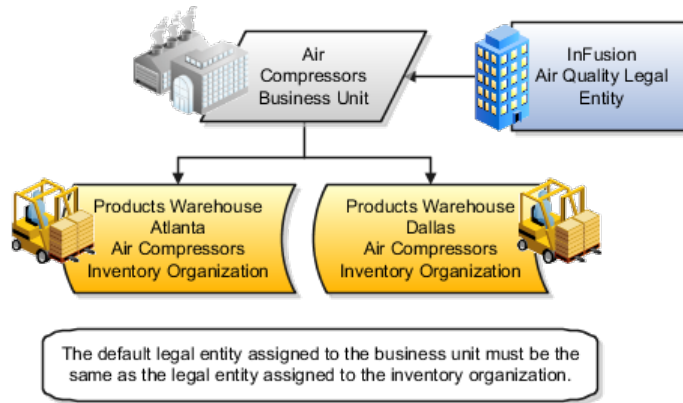 Air
Compressors
Business Unit
InFusion
Air Quality Legal
Entity
Products Warehouse
Atlanta
Air Compressors
Inventory Organization
Products Warehouse
Dallas
Air Compressors
Inventory Organization
The default legal entity assigned to the business unit must be the
same as the legal entity assigned to the inventory organization.